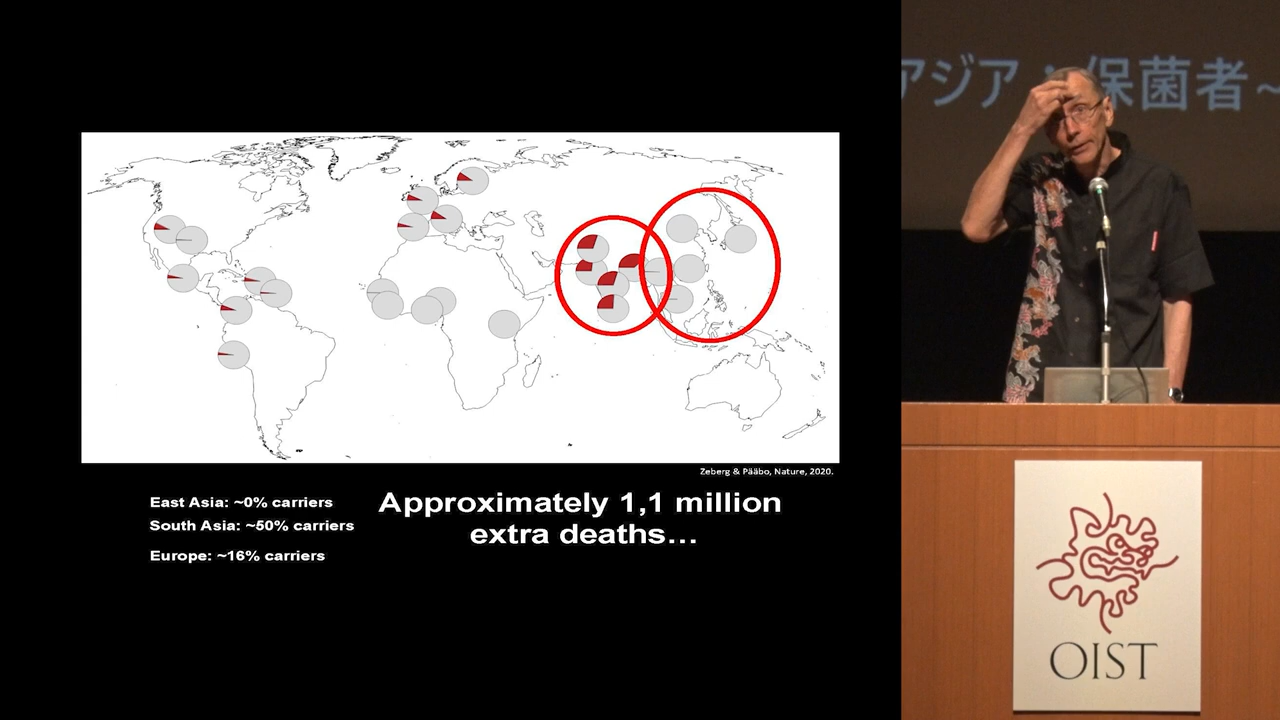 Zeberg & Pääbo, Nature, 2020.
East Asia: ~0% carriers
South Asia: ~50% carriers
Europe: ~16% carriers
Approximately 1,1 million
extra deaths…
アジア：保菌者~
OIST